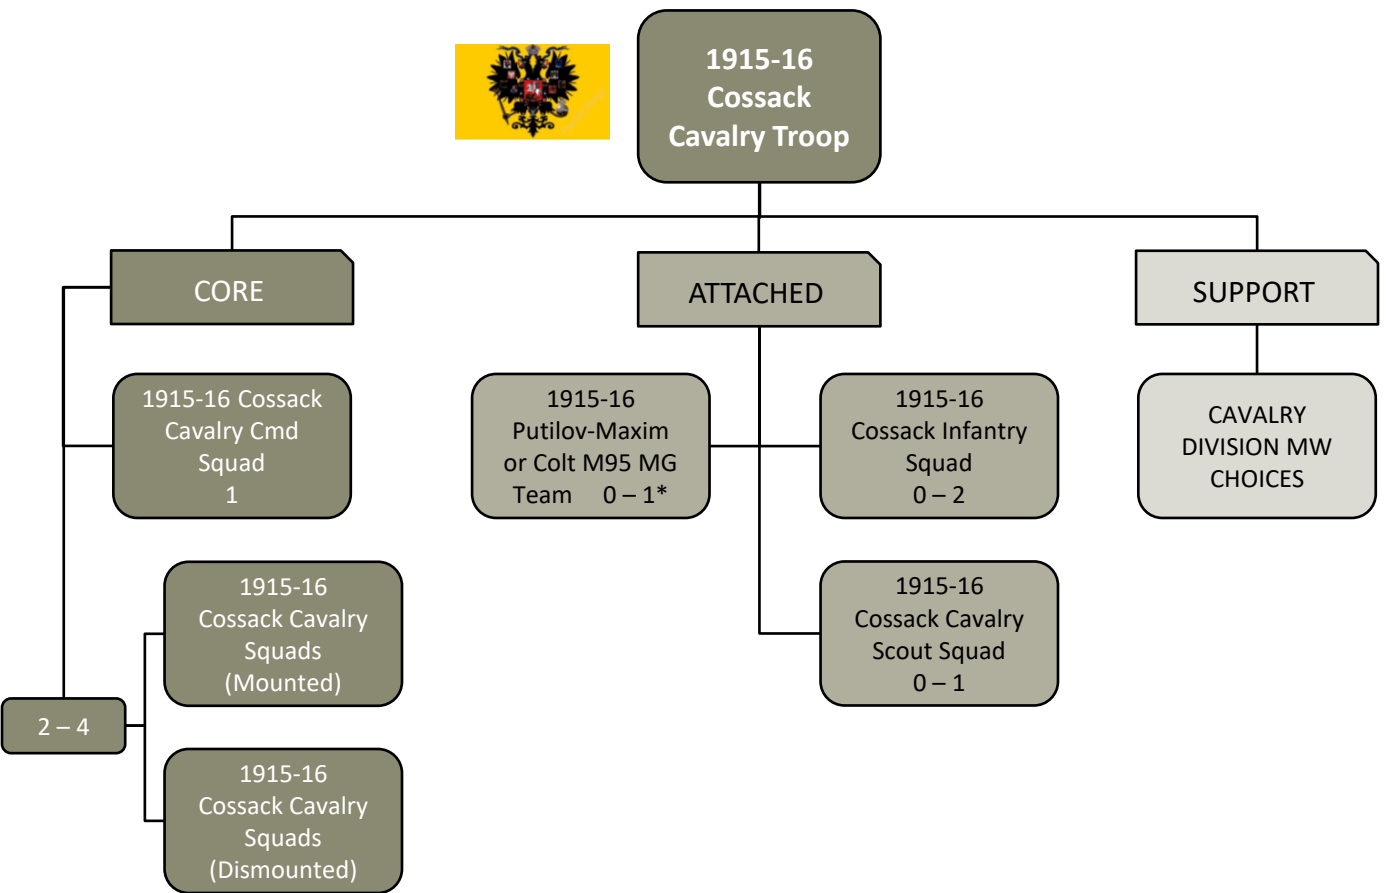 1915-16
Cossack
Cavalry Troop
CORE
ATTACHED
SUPPORT
1915-16 Cossack
Cavalry Cmd
Squad
1
1915-16
Putilov-Maxim
or Colt M95 MG
Team 0 – 1*
1915-16
Cossack Infantry
Squad
0 – 2
CAVALRY
DIVISION MW
CHOICES
1915-16
Cossack Cavalry
Squads
(Mounted)
1915-16
Cossack Cavalry
Scout Squad
0 – 1
2 – 4
1915-16
Cossack Cavalry
Squads
(Dismounted)